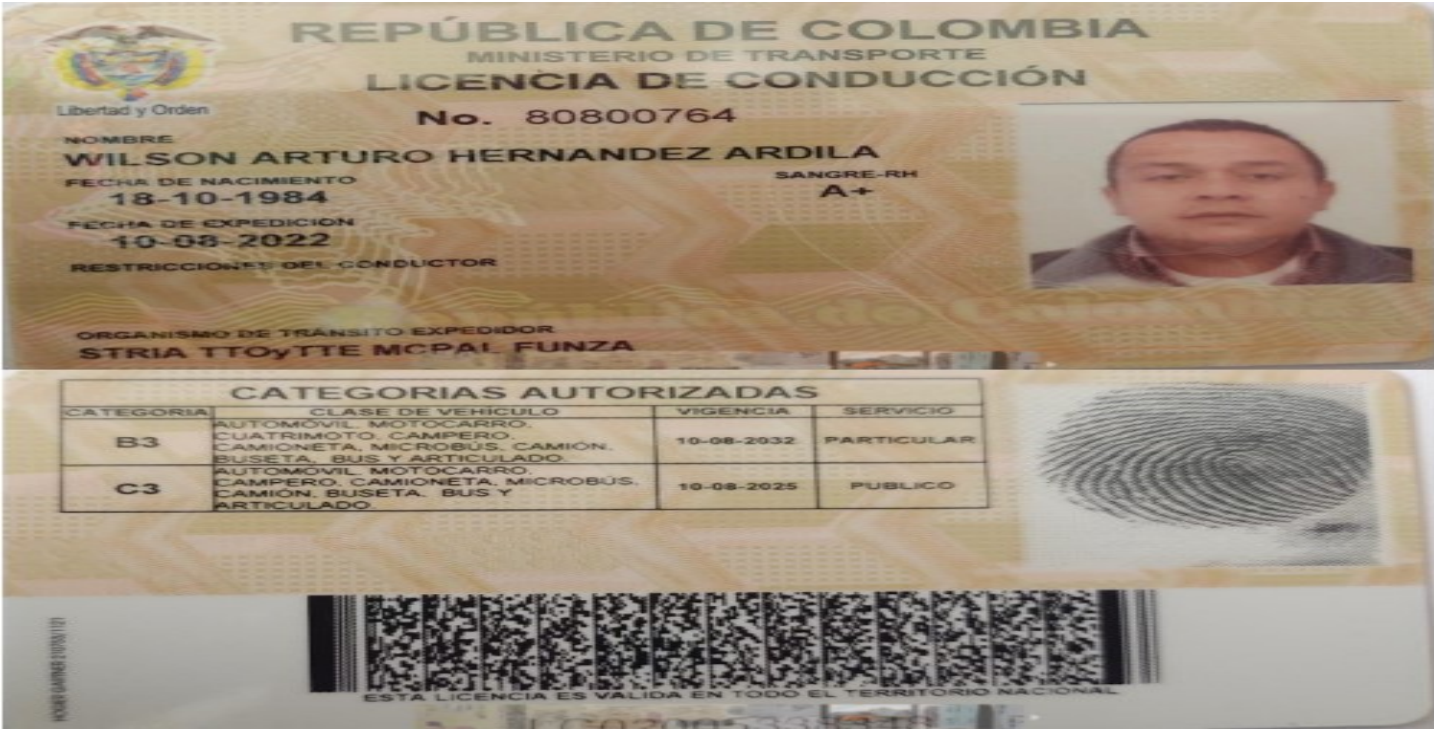 REPÚBLICA DE COLOMBIA
MINISTERIO DE TRANSPORTE
LICENCIA DE CONDUCCIÓN
Libertad y Orden
No. 80800764
NOMBRE
WILSON ARTURO HERNANDEZ ARDILA
FECHA DE NACIMIENTO
18-10-1984
SANGRE-RH
A+
FECHA DE EXPEDICION
10-08-2022
RESTRICCIONES DEL CONDUCTOR
ORGANISMO DE TRANSITO EXPEDIDOR
STRIA TTOyTTE MCPAL FUNZA
CATEGORIAS AUTORIZADAS
CATEGORIA CLASE DE VEHÍCULO VIGENCIA SERVICIO
B3
AUTOMÓVIL, MOTOCARRO,
CUATRIMOTO, CAMPERO,
CAMIONETA, MICROBÚS, CAMIÓN,
BUSETA, BUS Y ARTICULADO.
10-08-2032 PARTICULAR
C3
AUTOMÓVIL, MOTOCARRO,
CAMPERO, CAMIONETA, MICROBÚS,
CAMIÓN, BUSETA, BUS Y
ARTICULADO.
10-08-2025 PUBLICO
ESTA LICENCIA ES VALIDA EN TODO EL TERRITORIO NACIONAL